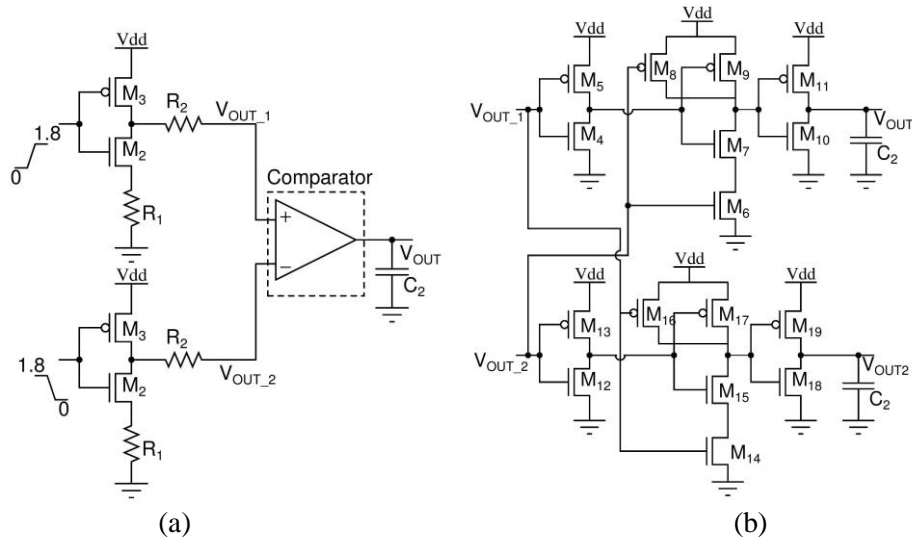 Vdd
M3
R2
VOUT_1
1.8
0
M2
R1
Comparator
+
−
VOUT
C2
Vdd
M3
R2
VOUT_2
1.8
0
M2
R1
(a)
Vdd
Vdd
Vdd
M5
M8
M9
M11
VOUT_1
VOUT
M4
M7
M10
C2
M6
Vdd
Vdd
Vdd
M13
M16
M17
M19
VOUT_2
VOUT2
M12
M15
M18
C2
M14
(b)